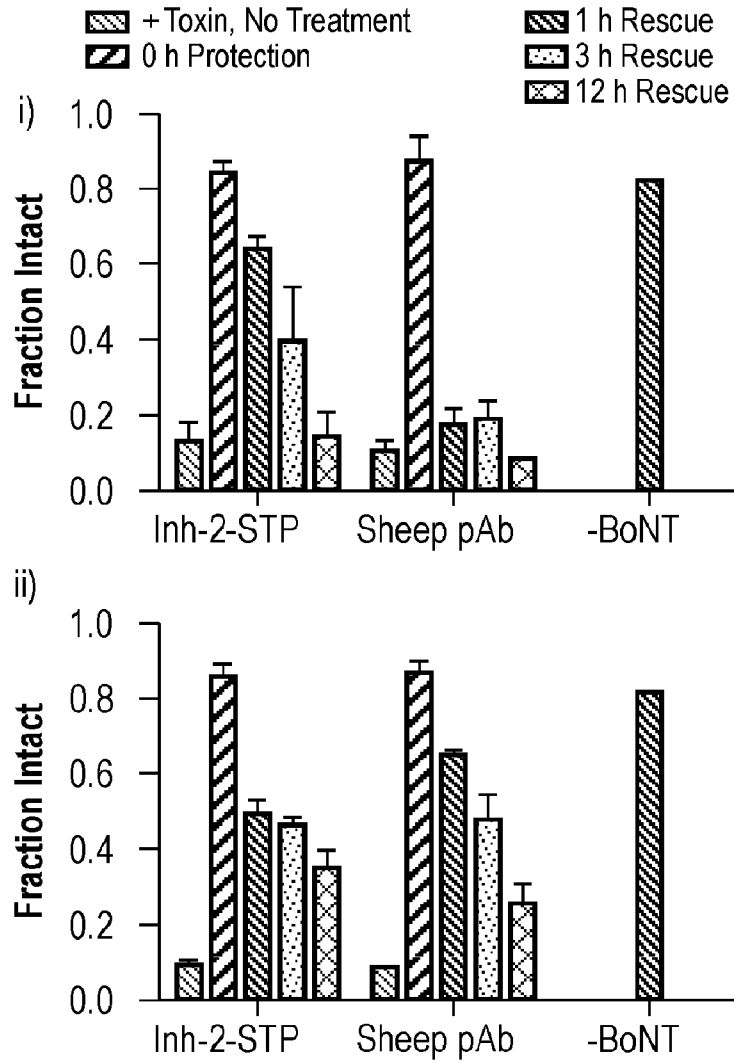 +Toxin, No Treatment
0 h Protection
1 h Rescue
3 h Rescue
12 h Rescue
i)
Fraction Intact
1.0
0.8
0.6
0.4
0.2
0.0
Inh-2-STP Sheep pAb -BoNT
ii)
Fraction Intact
1.0
0.8
0.6
0.4
0.2
0.0
Inh-2-STP Sheep pAb -BoNT